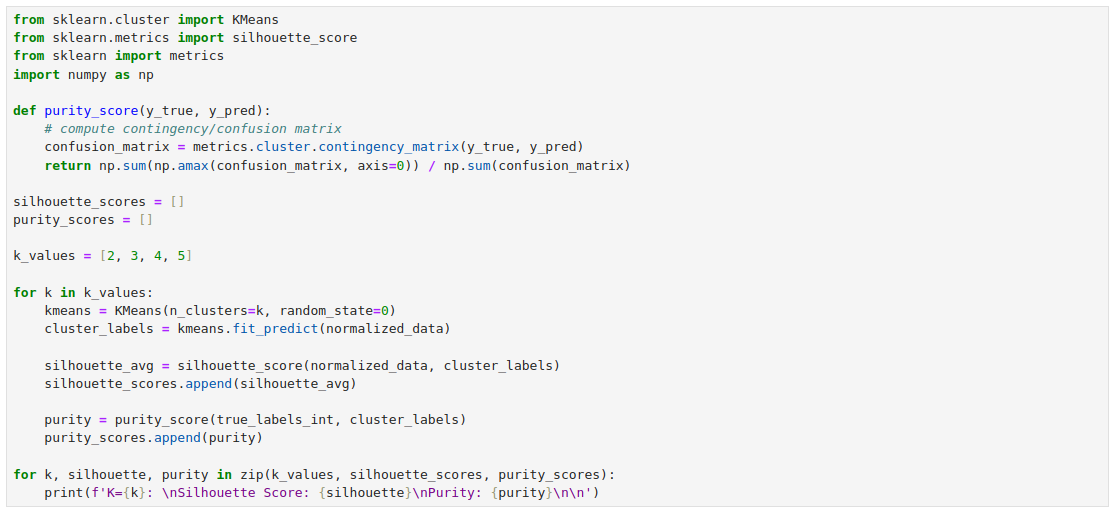 from sklearn.cluster import KMeans
from sklearn.metrics import silhouette_score
from sklearn import metrics
import numpy as np

def purity_score(y_true, y_pred):
    # compute contingency/confusion matrix
    confusion_matrix = metrics.cluster.contingency_matrix(y_true, y_pred)
    return np.sum(np.amax(confusion_matrix, axis=0)) / np.sum(confusion_matrix)

silhouette_scores = []
purity_scores = []

k_values = [2, 3, 4, 5]

for k in k_values:
    kmeans = KMeans(n_clusters=k, random_state=0)
    cluster_labels = kmeans.fit_predict(normalized_data)

    silhouette_avg = silhouette_score(normalized_data, cluster_labels)
    silhouette_scores.append(silhouette_avg)

    purity = purity_score(true_labels_int, cluster_labels)
    purity_scores.append(purity)

for k, silhouette, purity in zip(k_values, silhouette_scores, purity_scores):
    print(f'K={k}: \nSilhouette Score: {silhouette}\nPurity: {purity}\n\n')